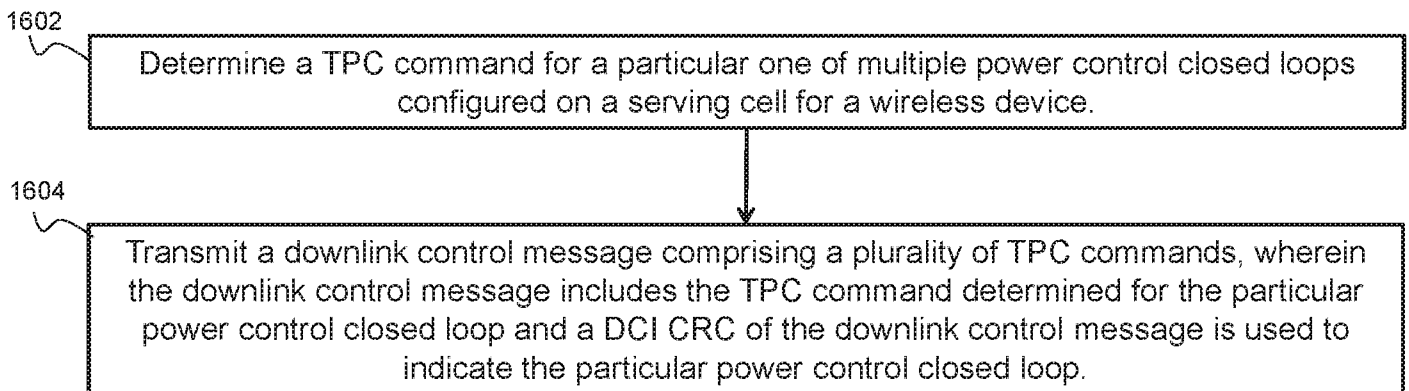 1602
Determine a TPC command for a particular one of multiple power control closed loops
configured on a serving cell for a wireless device.
1604
Transmit a downlink control message comprising a plurality of TPC commands, wherein
the downlink control message includes the TPC command determined for the particular
power control closed loop and a DCI CRC of the downlink control message is used to
indicate the particular power control closed loop.